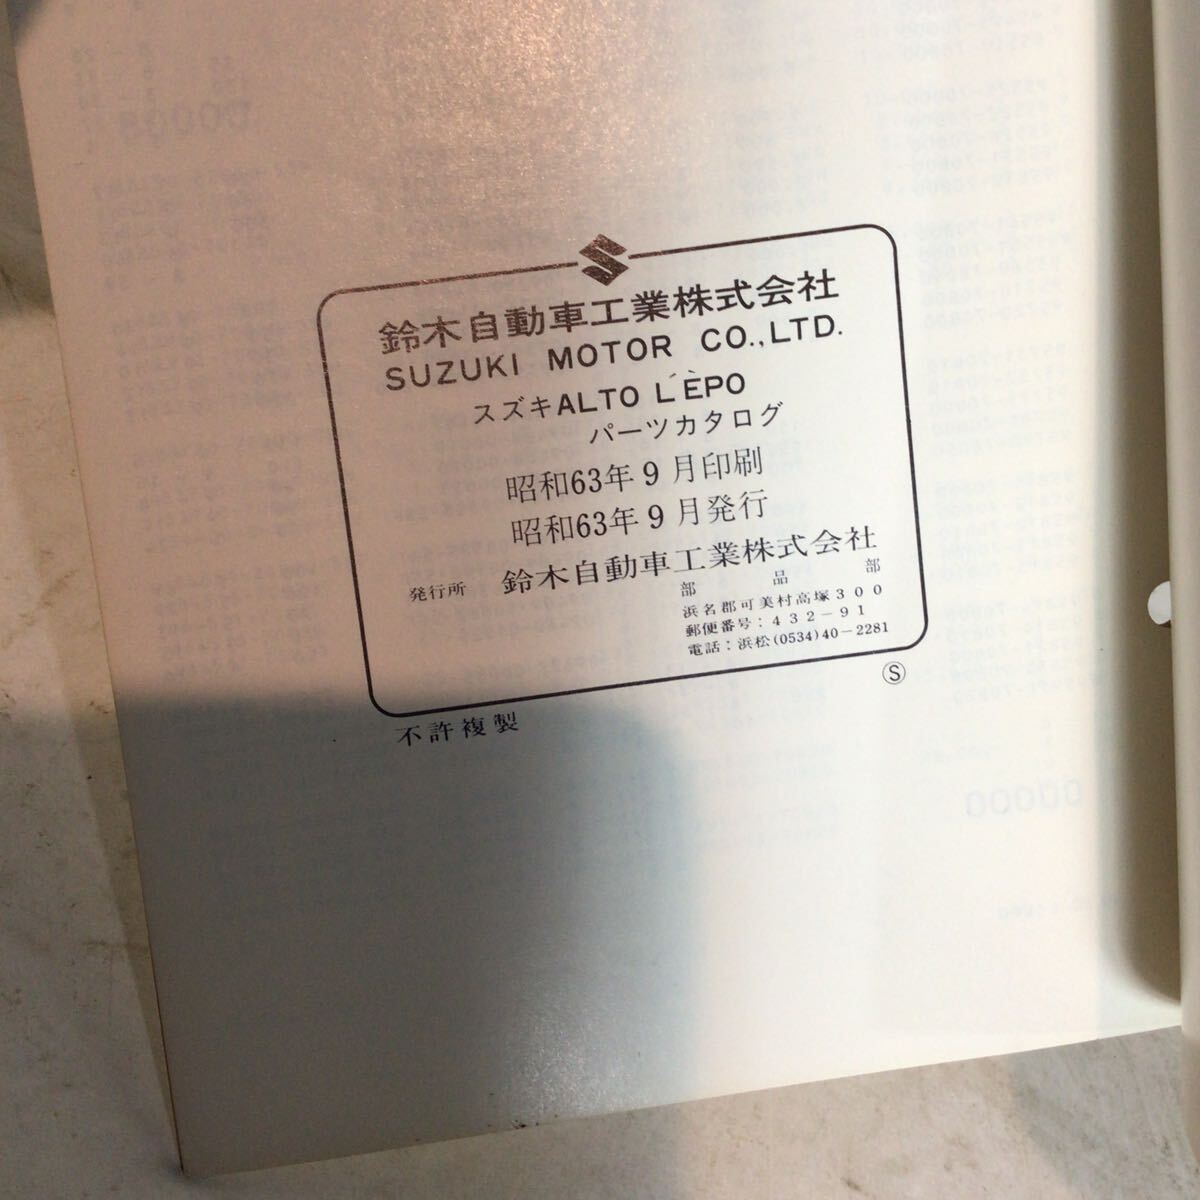 鈴木自動車工業株式会社
SUZUKI MOTOR CO.,LTD.
スズキALTO L'ÈPO
パーツカタログ
昭和63年9月印刷
昭和63年9月発行
発行所 鈴木自動車工業株式会社
部品部
浜名郡可美村高塚300
郵便番号:432-91
電話:浜松(0534)40-2281
Ⓢ
不許複製